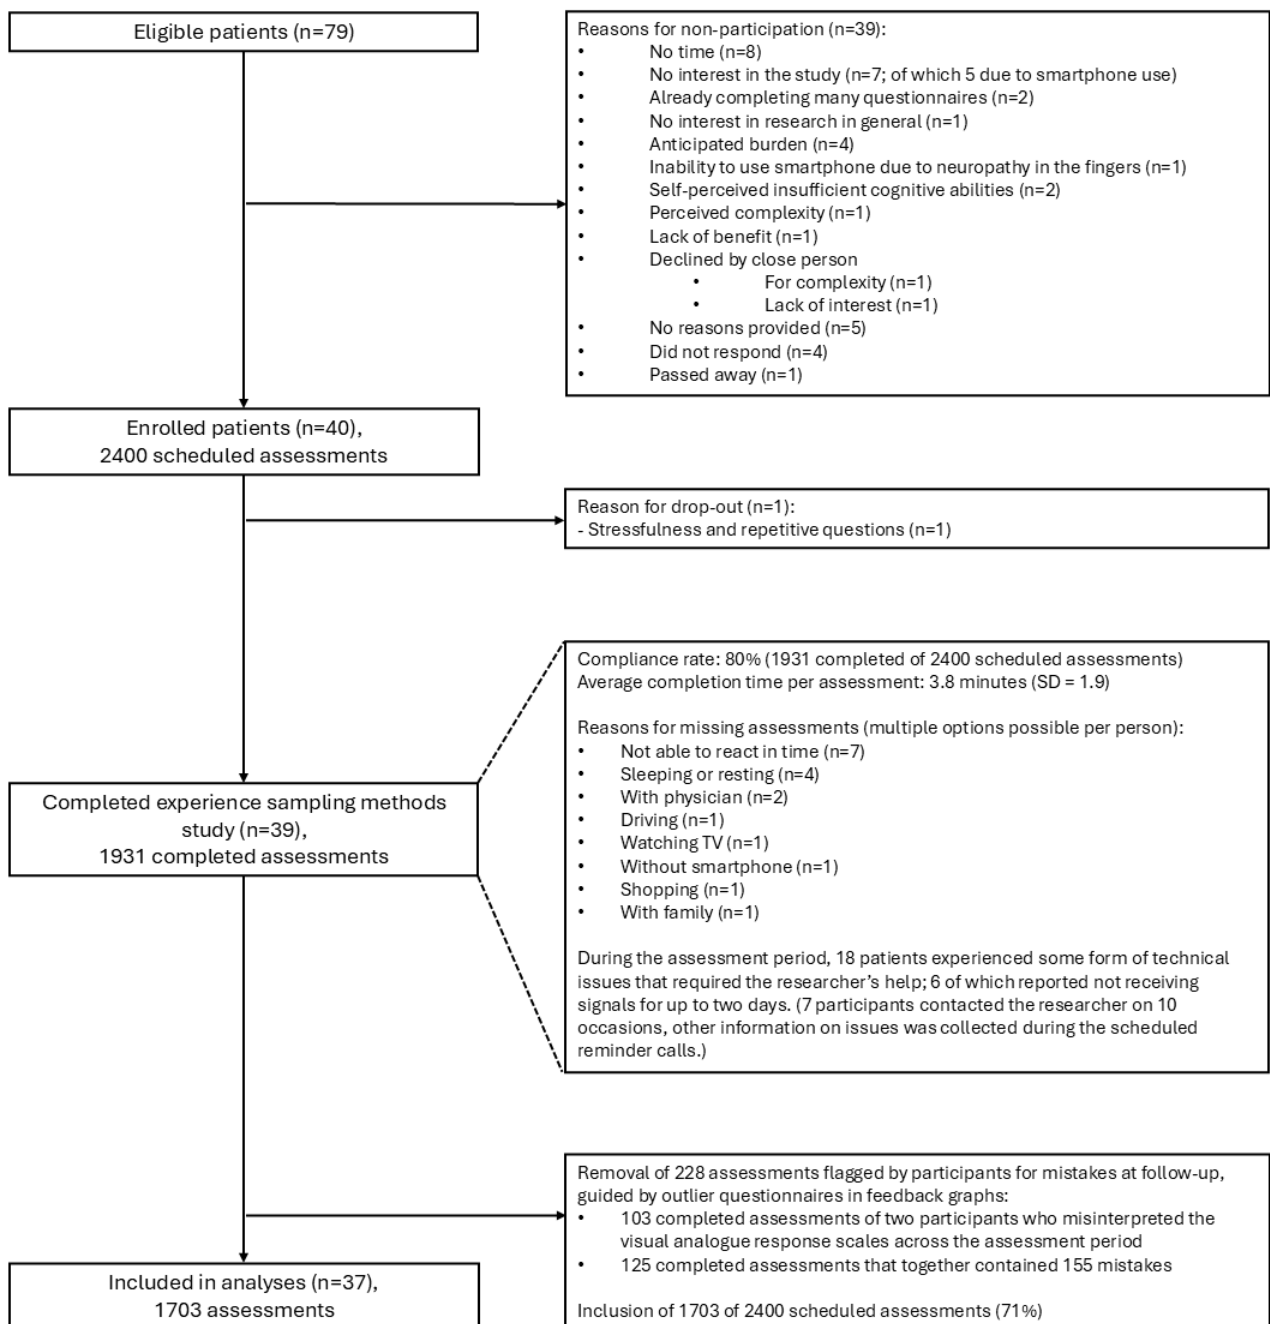 Eligible patients (n=79)
Reasons for non-participation (n=39):
• No time (n=8)
• No interest in the study (n=7; of which 5 due to smartphone use)
• Already completing many questionnaires (n=2)
• No interest in research in general (n=1)
• Anticipated burden (n=4)
• Inability to use smartphone due to neuropathy in the fingers (n=1)
• Self-perceived insufficient cognitive abilities (n=2)
• Perceived complexity (n=1)
• Lack of benefit (n=1)
• Declined by close person
• For complexity (n=1)
• Lack of interest (n=1)
• No reasons provided (n=5)
• Did not respond (n=4)
• Passed away (n=1)
Enrolled patients (n=40),
2400 scheduled assessments
Reason for drop-out (n=1):
- Stressfulness and repetitive questions (n=1)
Completed experience sampling methods
study (n=39),
1931 completed assessments
Compliance rate: 80% (1931 completed of 2400 scheduled assessments)
Average completion time per assessment: 3.8 minutes (SD = 1.9)
Reasons for missing assessments (multiple options possible per person):
• Not able to react in time (n=7)
• Sleeping or resting (n=4)
• With physician (n=2)
• Driving (n=1)
• Watching TV (n=1)
• Without smartphone (n=1)
• Shopping (n=1)
• With family (n=1)
During the assessment period, 18 patients experienced some form of technical
issues that required the researcher's help; 6 of which reported not receiving
signals for up to two days. (7 participants contacted the researcher on 10
occasions, other information on issues was collected during the scheduled
reminder calls.)
Removal of 228 assessments flagged by participants for mistakes at follow-up,
guided by outlier questionnaires in feedback graphs:
• 103 completed assessments of two participants who misinterpreted the
visual analogue response scales across the assessment period
• 125 completed assessments that together contained 155 mistakes
Inclusion of 1703 of 2400 scheduled assessments (71%)
Included in analyses (n=37),
1703 assessments